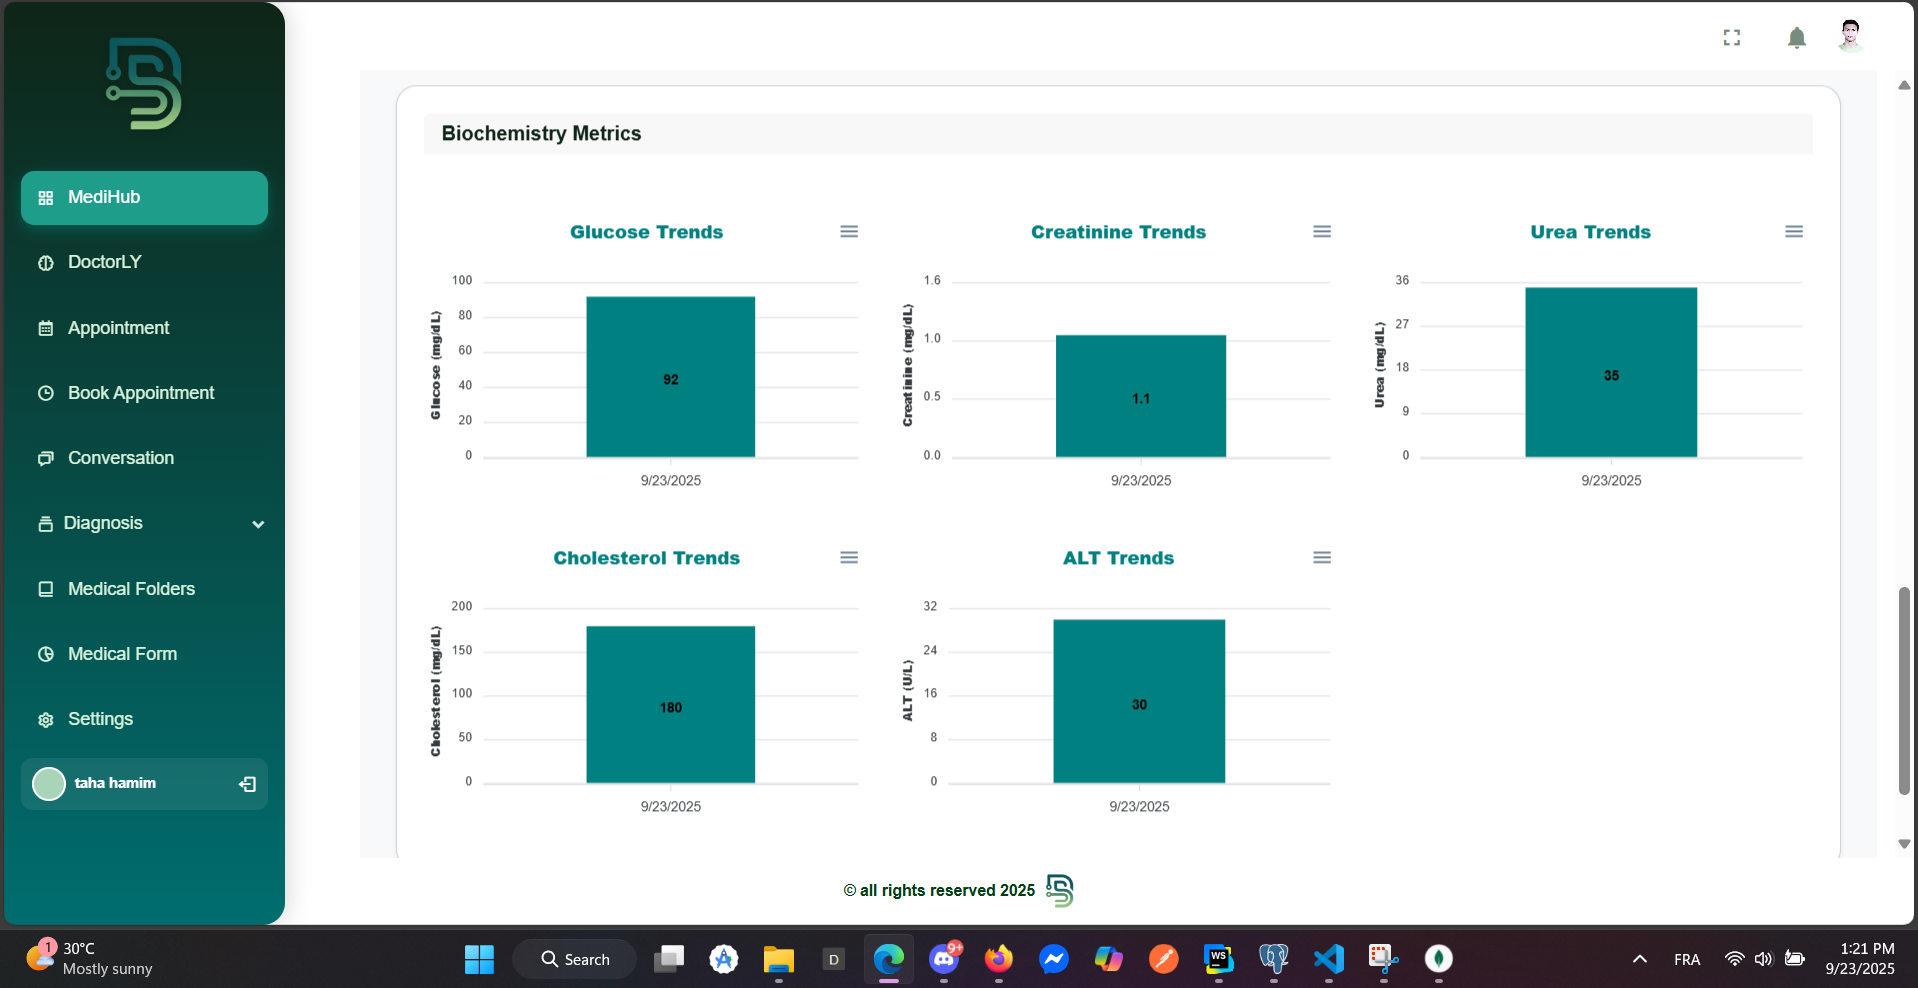 MediHub
DoctorLY
Appointment
Book Appointment
Conversation
Diagnosis
Medical Folders
Medical Form
Settings
taha hamim
Biochemistry Metrics
Glucose Trends
Glucose (mg/dL)
100
80
60
40
20
0
92
9/23/2025
Creatinine Trends
Creatinine (mg/dL)
1.6
1.0
0.5
0.0
1.1
9/23/2025
Urea Trends
Urea (mg/dL)
36
27
18
9
0
35
9/23/2025
Cholesterol Trends
Cholesterol (mg/dL)
200
150
100
50
0
180
9/23/2025
ALT Trends
ALT (U/L)
32
24
16
8
0
30
9/23/2025
© all rights reserved 2025
1
30°C
Mostly sunny
Search
D
9+
WS
FRA
1:21 PM
9/23/2025